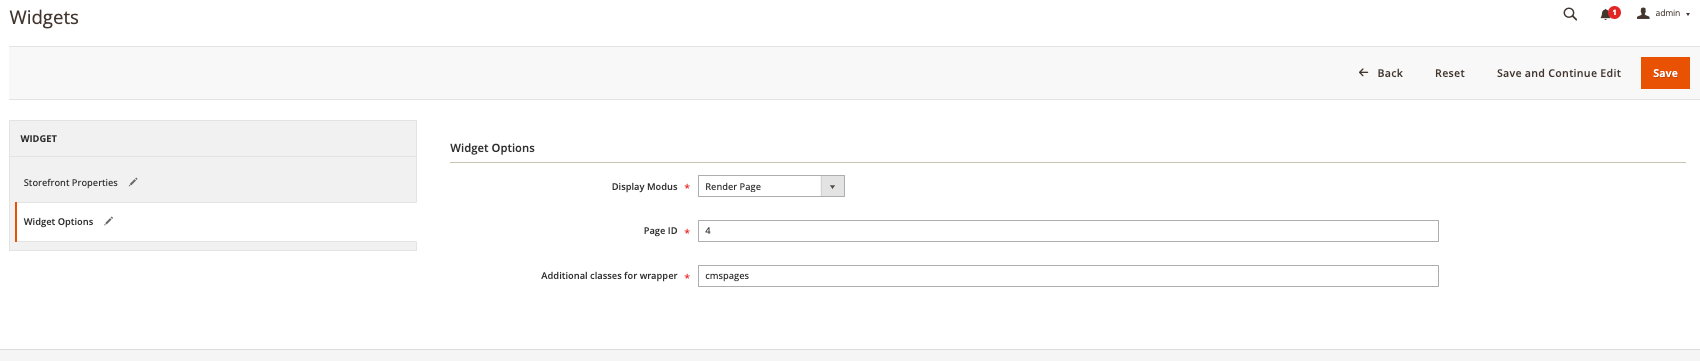 Widgets
1
admin
Back
Reset
Save and Continue Edit
Save
WIDGET
Storefront Properties
Widget Options
Widget Options
Display Modus *
Render Page
Page ID *
4
Additional classes for wrapper *
cmspages